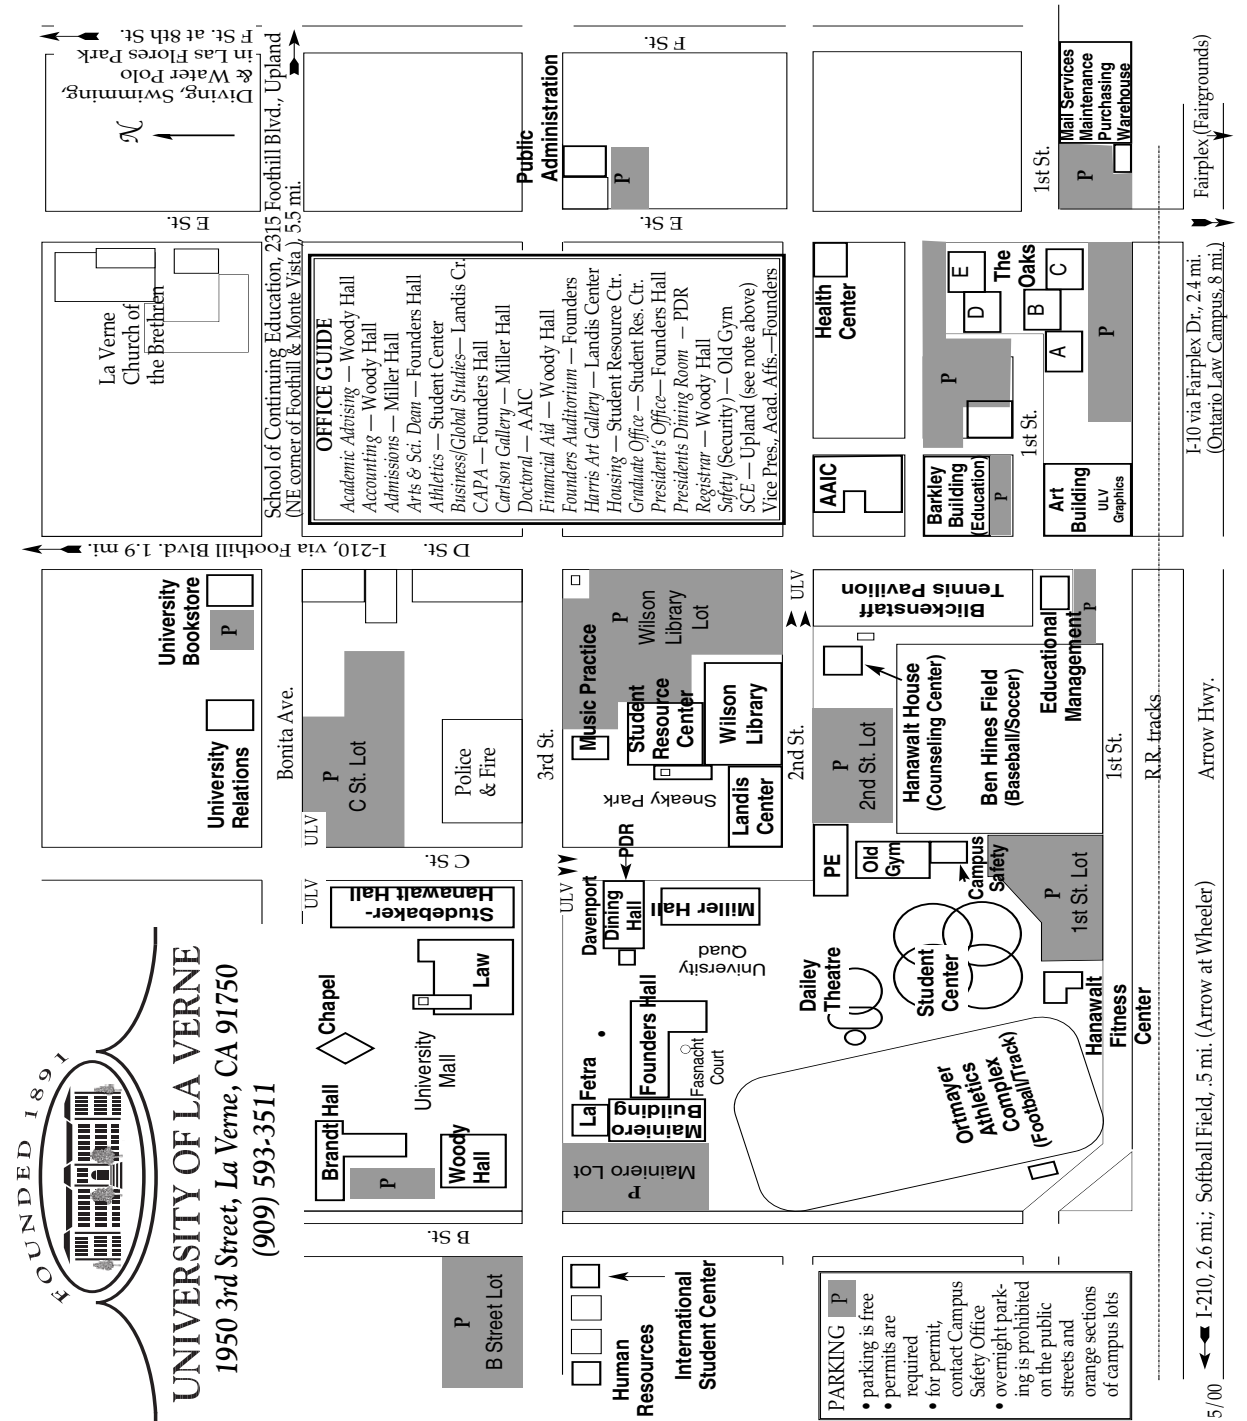 FOUNDED 1891
UNIVERSITY OF LA VERNE
1950 3rd Street, La Verne, CA 91750
(909) 593-3511
University
Relations
University
Bookstore
La Verne
Church of
the Brethren
Diving, Swimming,
& Water Polo
in Las Flores Park
F St. at 8th St.
N
P
Bonita Ave.
School of Continuing Education, 2315 Foothill Blvd., Upland
(NE corner of Foothill & Monte Vista), 5.5 mi.
I-210, via Foothill Blvd. 1.9 mi.
D St.
E St.
B St.
C St.
F St.
E St.
P
B Street Lot
Brandt Hall
Chapel
P
Woody
Hall
University
Mall
Law
Studebaker-
Hanawalt Hall
ULV
ULV
P
C St. Lot
Police
& Fire
OFFICE GUIDE
Academic Advising — Woody Hall
Accounting — Woody Hall
Admissions — Miller Hall
Arts & Sci. Dean — Founders Hall
Athletics — Student Center
Business/Global Studies— Landis Cr.
CAPA — Founders Hall
Carlson Gallery — Miller Hall
Doctoral — AAIC
Financial Aid — Woody Hall
Founders Auditorium — Founders
Harris Art Gallery — Landis Center
Housing — Student Resource Ctr.
Graduate Office — Student Res. Ctr.
President's Office— Founders Hall
Presidents Dining Room — PDR
Registrar — Woody Hall
Safety (Security) — Old Gym
SCE — Upland (see note above)
Vice Pres., Acad. Affs.—Founders
3rd St.
Human
Resources
International
Student Center
P
Mainiero Lot
La Fetra
Mainiero
Building
Founders Hall
Fasnacht
Court
University
Quad
Davenport
Dining
Hall
PDR
Miller Hall
ULV
Music Practice
Student
Resource
Center
Sneaky Park
Wilson
Library
Landis
Center
P
Wilson
Library
Lot
Public
Administration
P
2nd St.
ULV
PARKING P
• parking is free
• permits are
required
• for permit,
contact Campus
Safety Office
• overnight park-
ing is prohibited
on the public
streets and
orange sections
of campus lots
Ortmayer
Athletics
Complex
(Football/Track)
Dailey
Theatre
Student
Center
Hanawalt
Fitness
Center
PE
Old
Gym
Campus
Safety
P
1st St. Lot
P
2nd St. Lot
Hanawalt House
(Counseling Center)
Ben Hines Field
(Baseball/Soccer)
Blickenstaff
Tennis Pavilion
Educational
Management
P
AAIC
Health
Center
Barkley
Building
(Education)
P
P
1st St.
Art
Building
ULV
Graphics
The
Oaks
A
B
C
D
E
P
1st St.
P
Mail Services
Maintenance
Purchasing
Warehouse
1st St.
R.R. tracks
Arrow Hwy.
I-210, 2.6 mi.; Softball Field, .5 mi. (Arrow at Wheeler)
I-10 via Fairplex Dr., 2.4 mi.
(Ontario Law Campus, 8 mi.)
Fairplex (Fairgrounds)
5/00